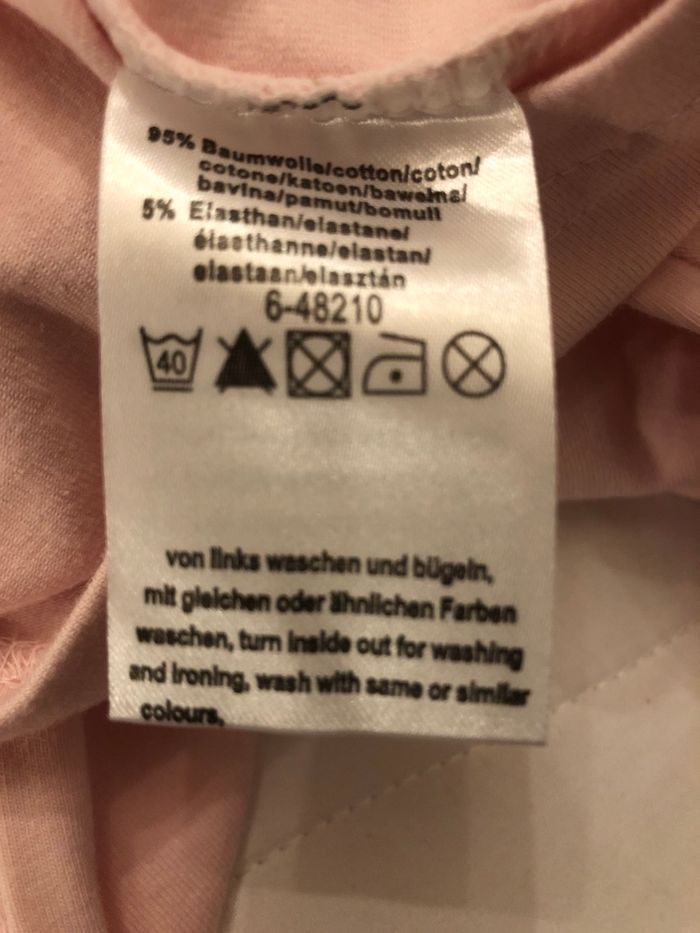 95% Baumwolle/cotton/coton/
cotone/katoen/bawełna/
bavlna/pamut/bomull
5% Elasthan/elastane/
élasthanne/elastan/
elastaan/elasztán
6-48210
40
von links waschen und bügeln,
mit gleichen oder ähnlichen Farben
waschen, turn inside out for washing
and ironing, wash with same or similar
colours,